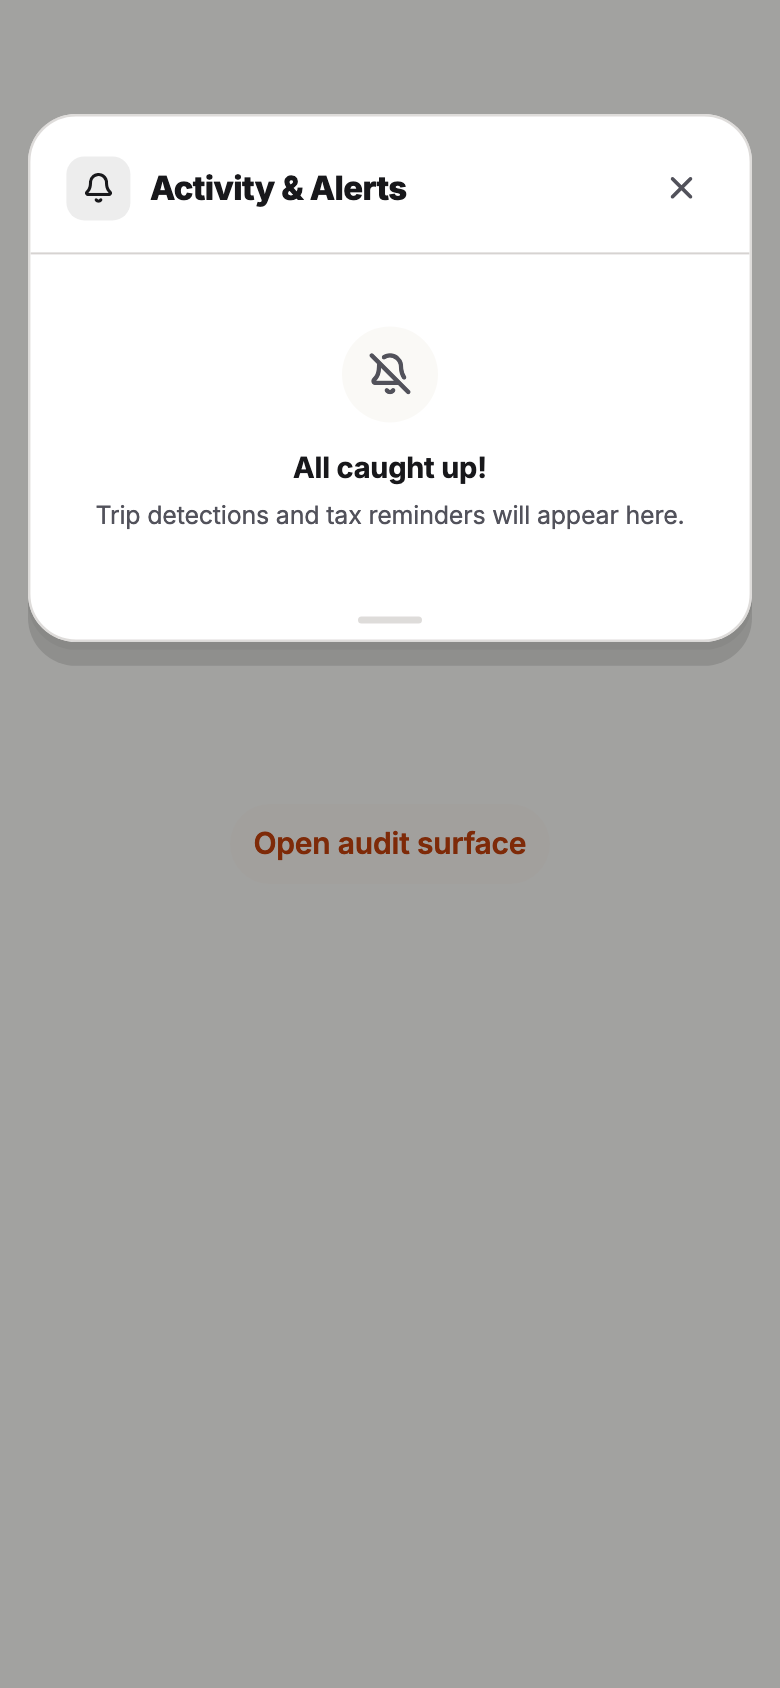 Activity & Alerts
All caught up!
Trip detections and tax reminders will appear here.
Open audit surface